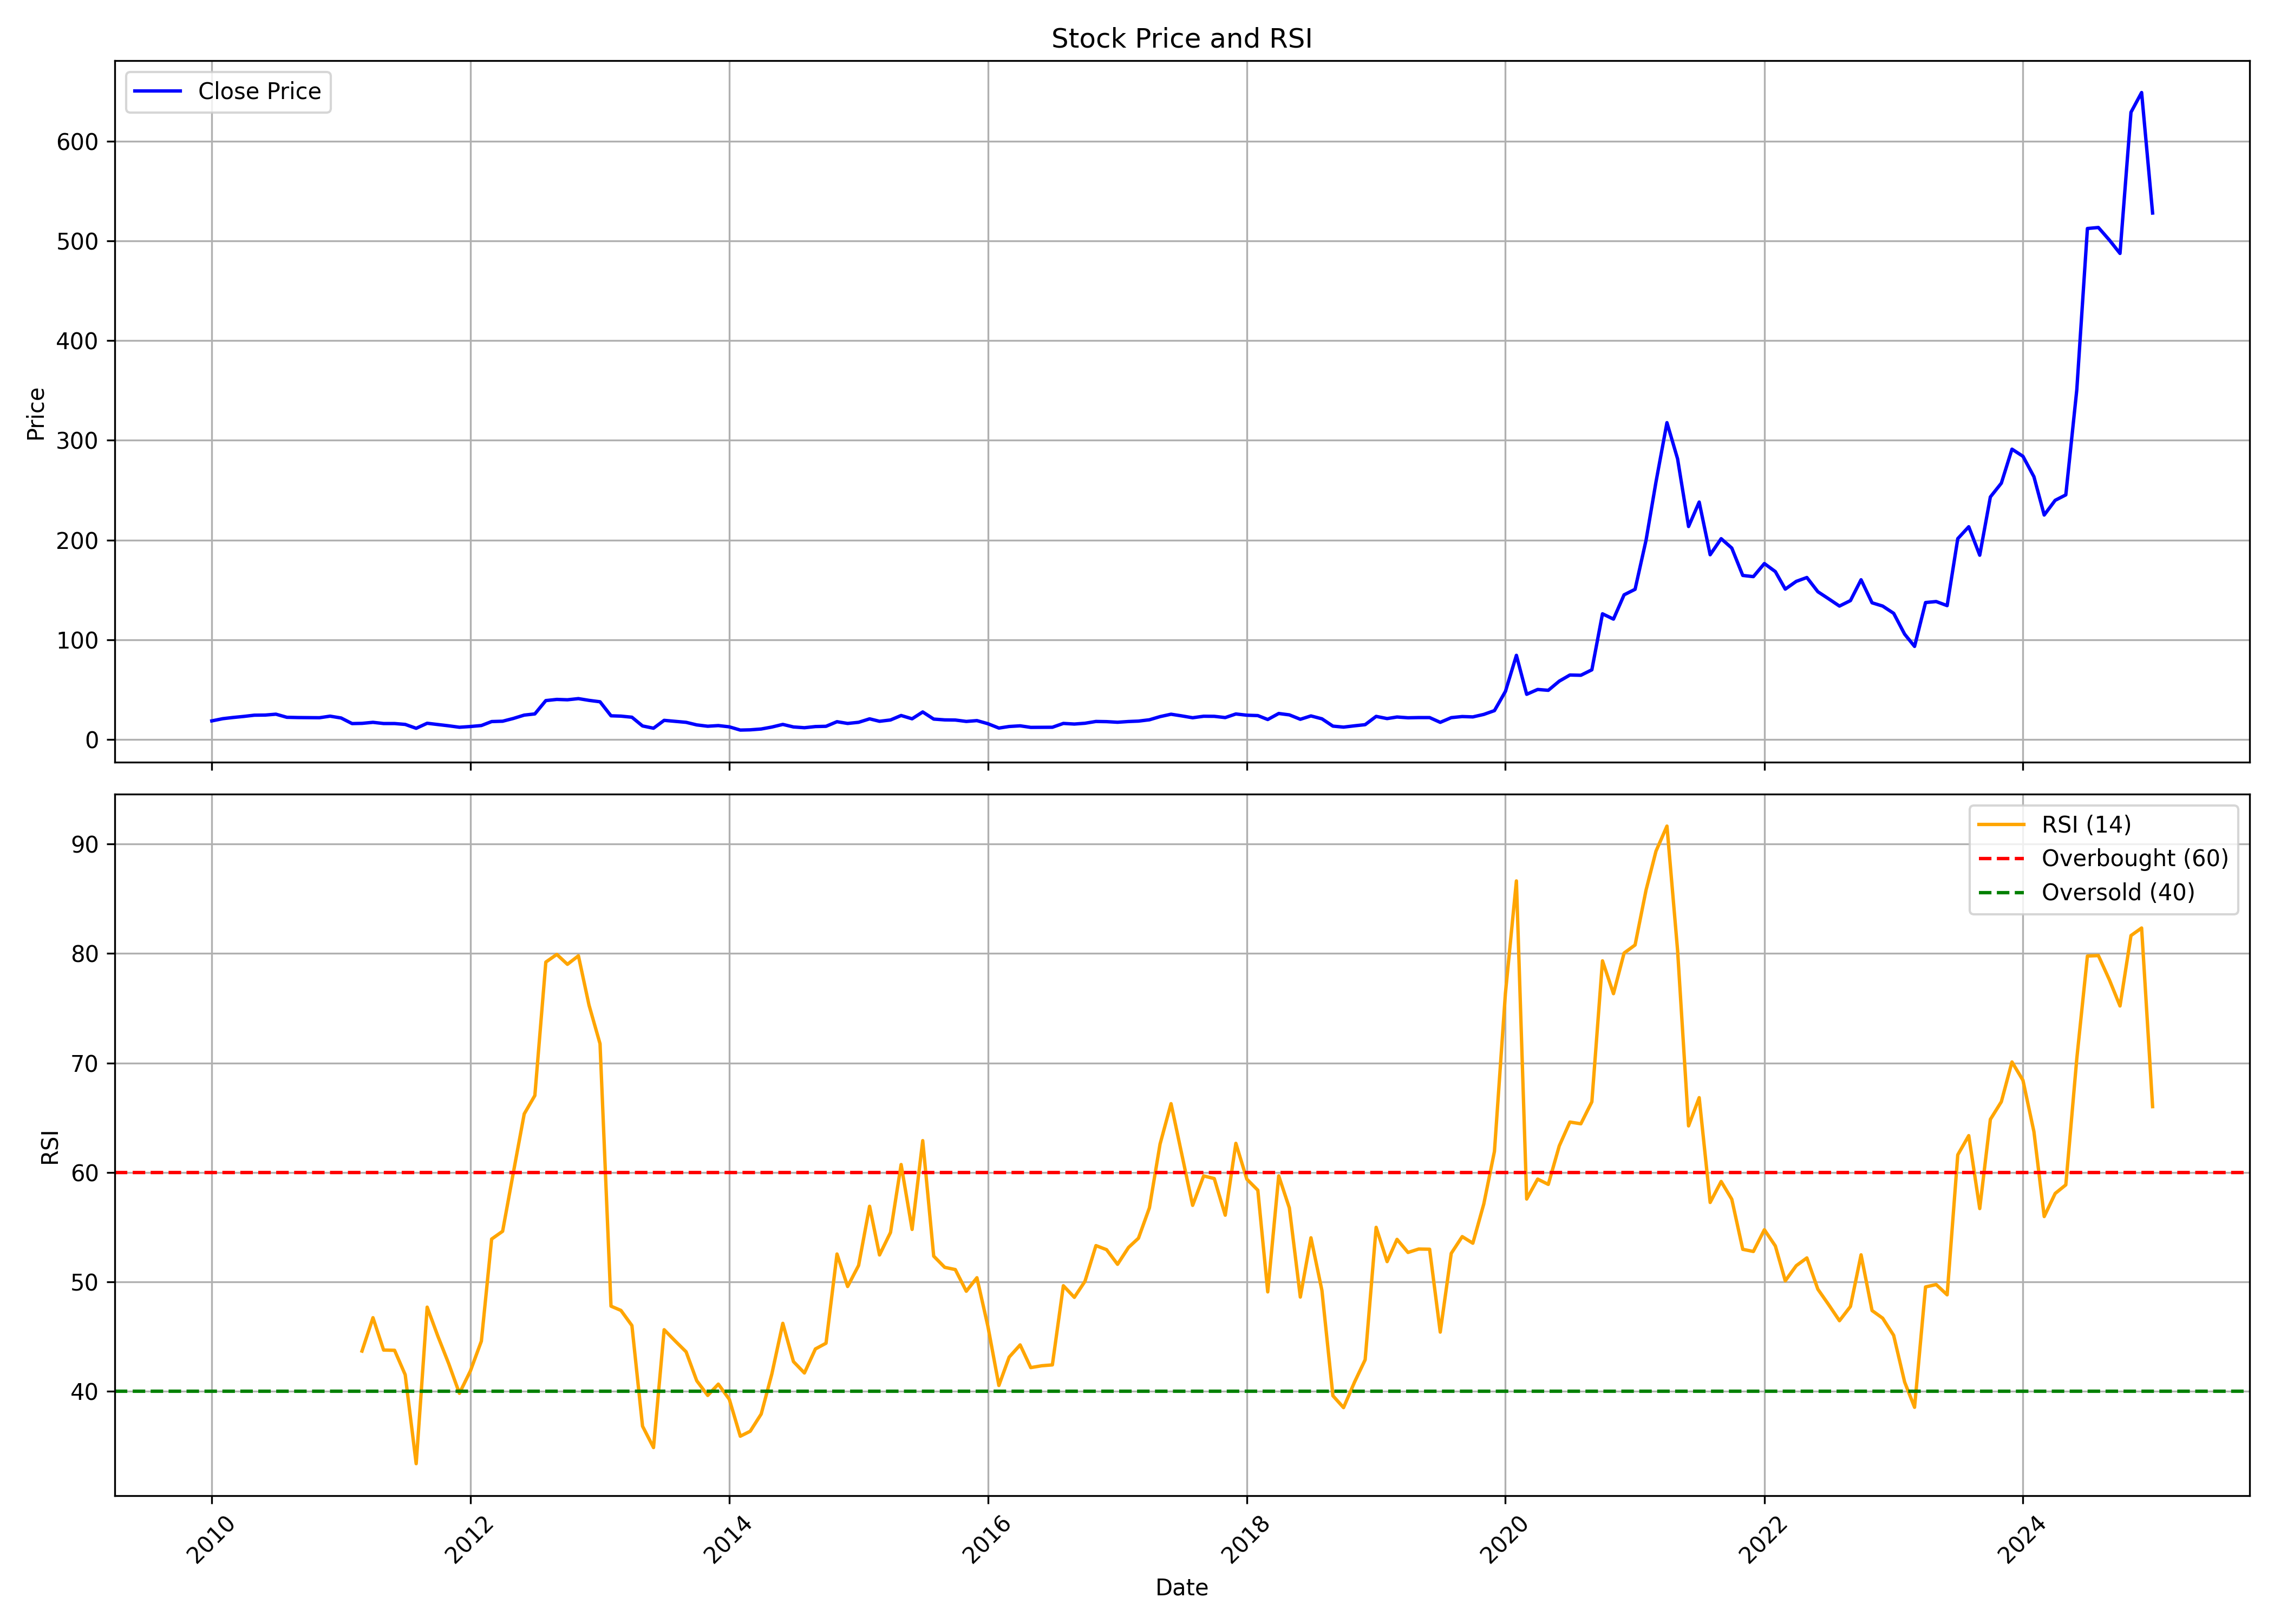 Stock Price and RSI
Close Price
600
500
400
300
200
100
0
Price
RSI (14)
Overbought (60)
Oversold (40)
90
80
70
60
50
40
RSI
2010
2012
2014
2016
2018
2020
2022
2024
Date